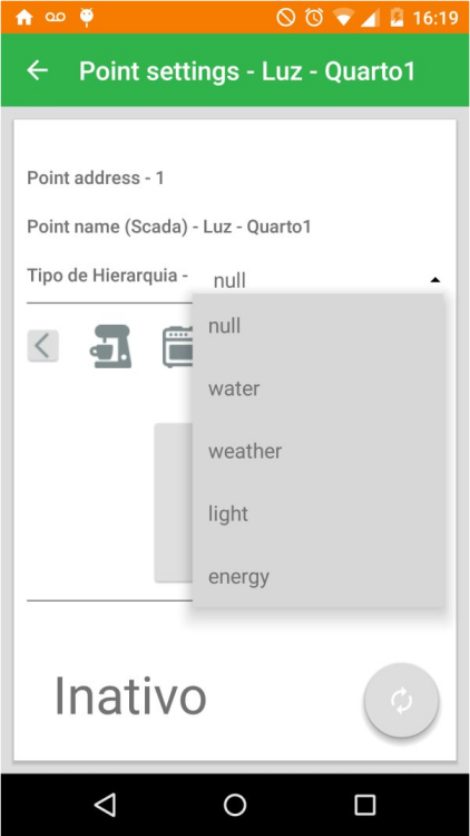 16:19
Point settings - Luz - Quarto1
Point address - 1
Point name (Scada) - Luz - Quarto1
Tipo de Hierarquia - null
null
water
weather
light
energy
Inativo